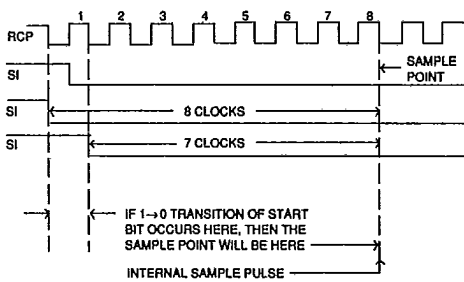 1 2 3 4 5 6 7 8
RCP
SI
SAMPLE
POINT
SI
8 CLOCKS
SI
7 CLOCKS
IF 1→0 TRANSITION OF START
BIT OCCURS HERE, THEN THE
SAMPLE POINT WILL BE HERE
INTERNAL SAMPLE PULSE